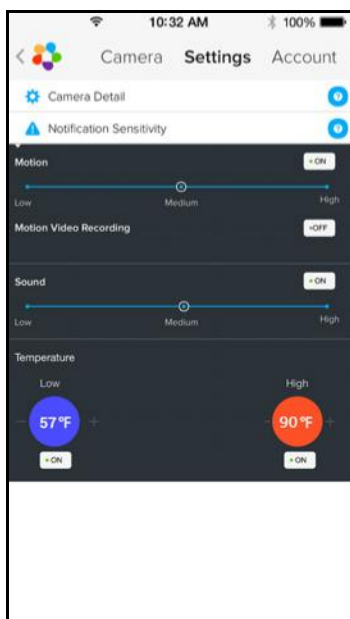 10:32 AM 100%
< Camera Settings Account
Camera Detail ?
Notification Sensitivity ?
Motion • ON
Low Medium High
Motion Video Recording •OFF
Sound • ON
Low Medium High
Temperature
Low High
− 57°F + − 90°F +
• ON • ON